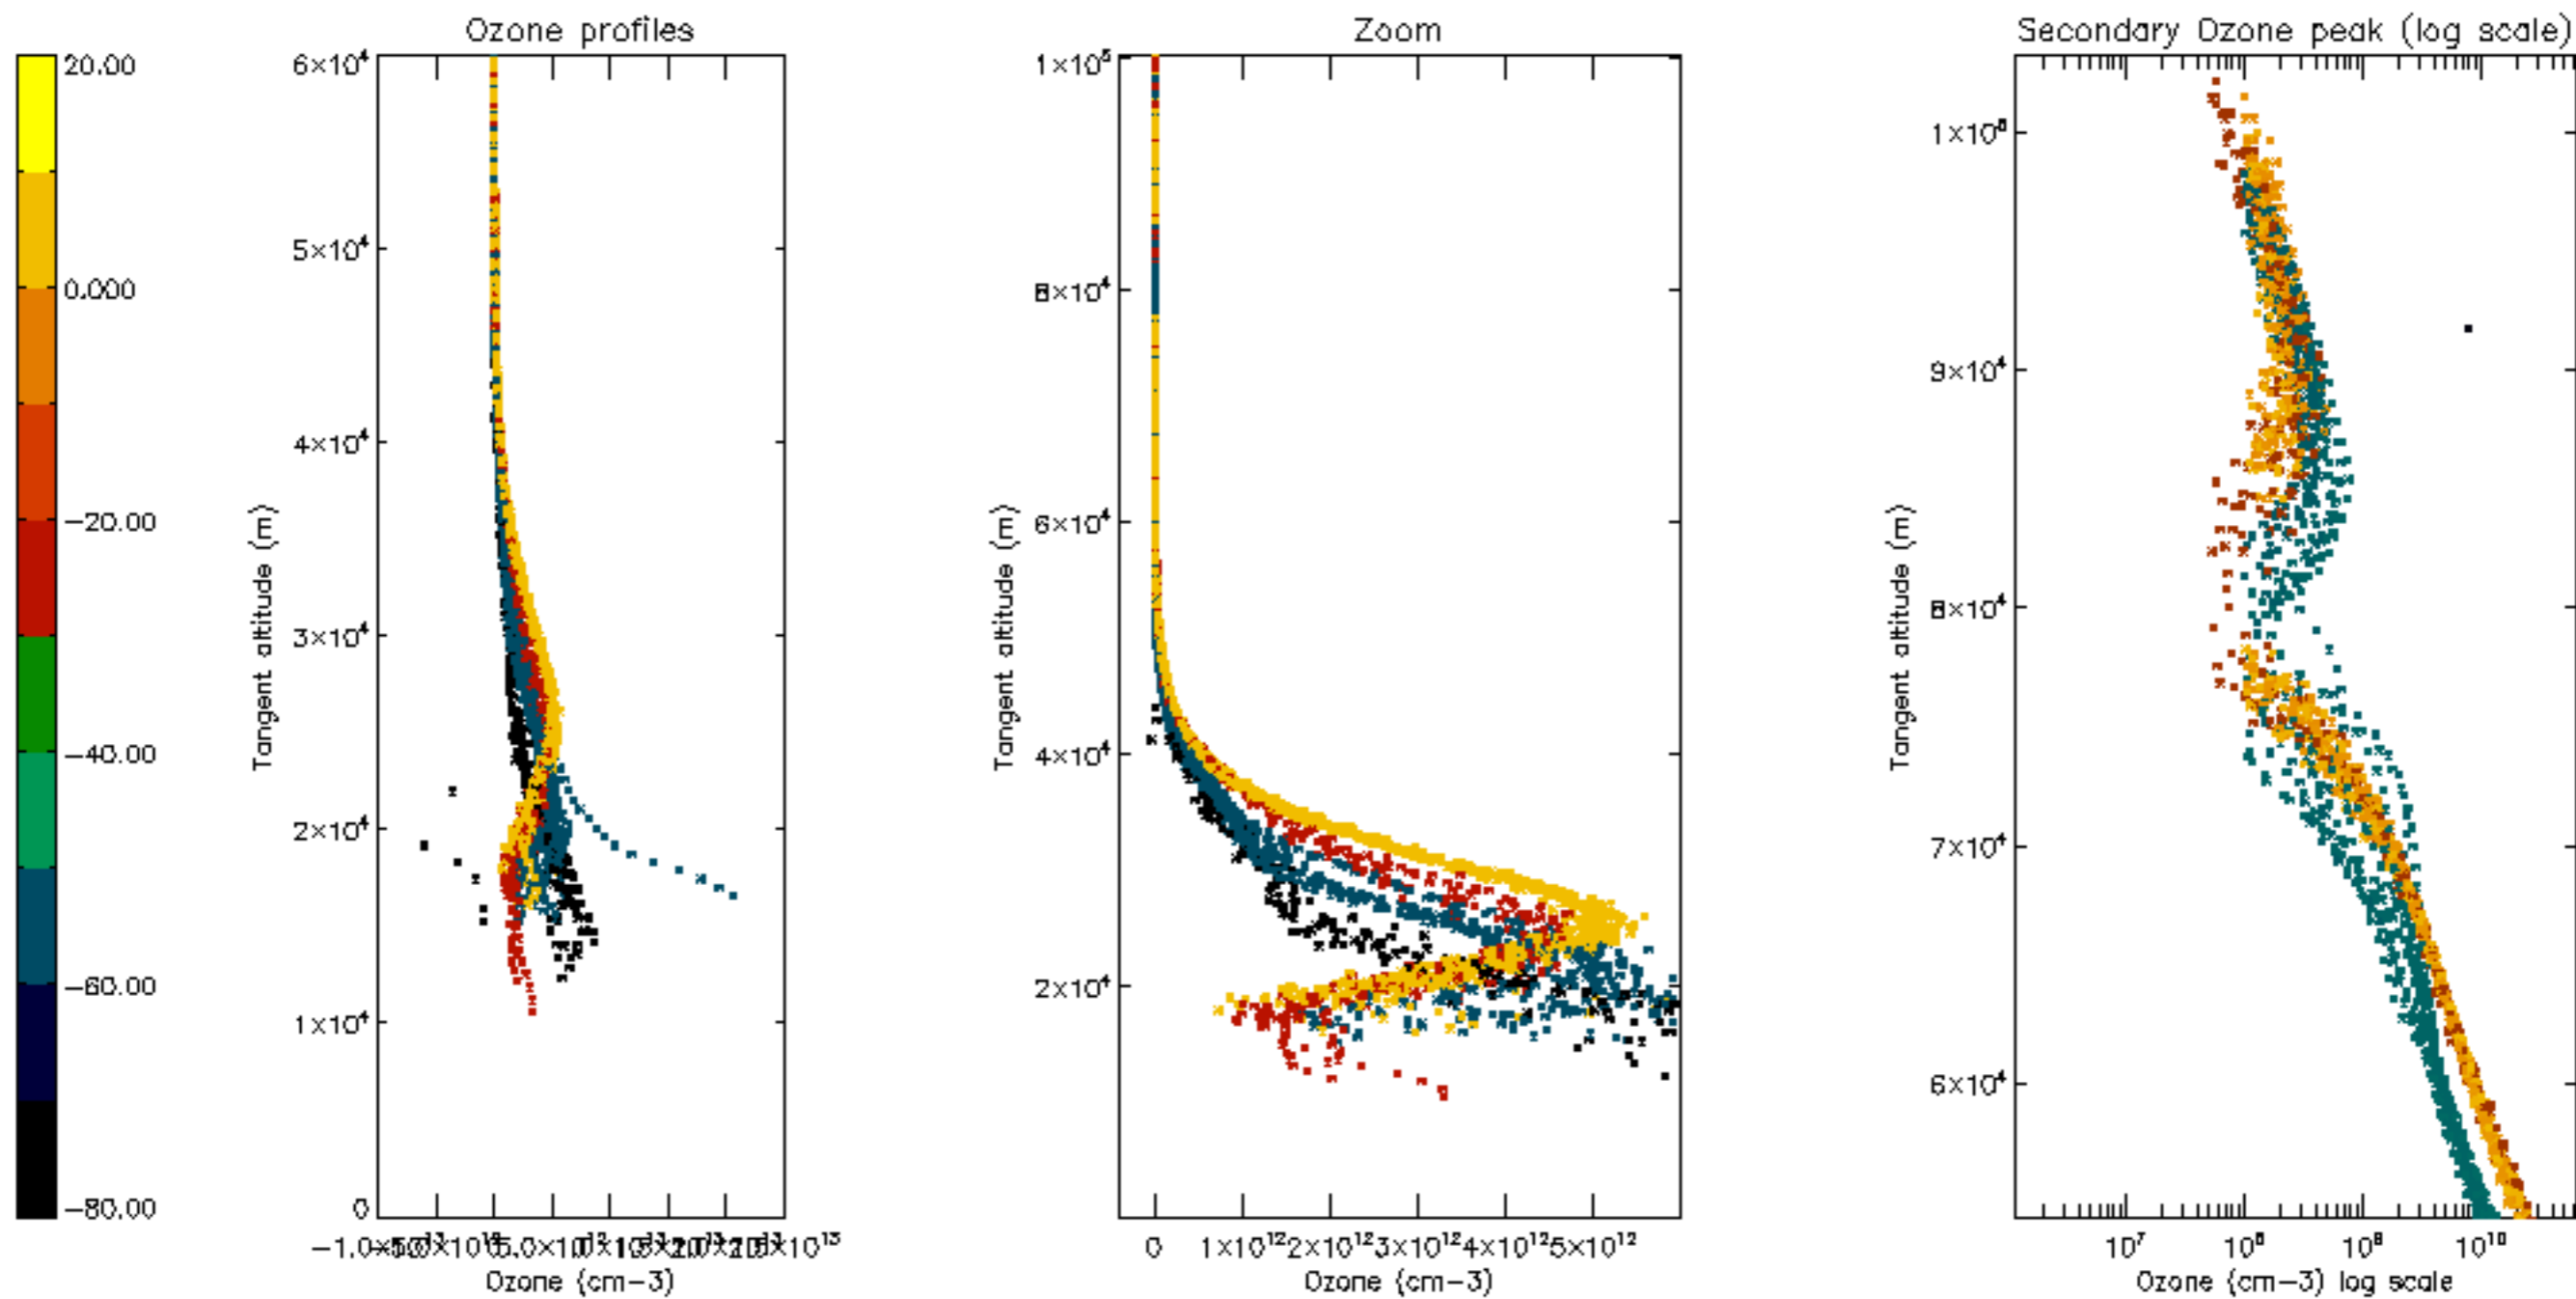 Ozone profiles
Zoom
Secondary Ozone peak (log scale)
20.00
0.000
−20.00
−40.00
−60.00
−80.00
6×10⁴
5×10⁴
4×10⁴
3×10⁴
2×10⁴
1×10⁴
0
Tangent altitude (m)
Ozone (cm−3)
1×10⁵
8×10⁴
6×10⁴
4×10⁴
2×10⁴
Tangent altitude (m)
0 1×10¹² 2×10¹² 3×10¹² 4×10¹² 5×10¹²
Ozone (cm−3)
9×10⁴
8×10⁴
7×10⁴
6×10⁴
Tangent altitude (m)
10⁷ 10⁸ 10⁹ 10¹⁰
Ozone (cm−3) log scale